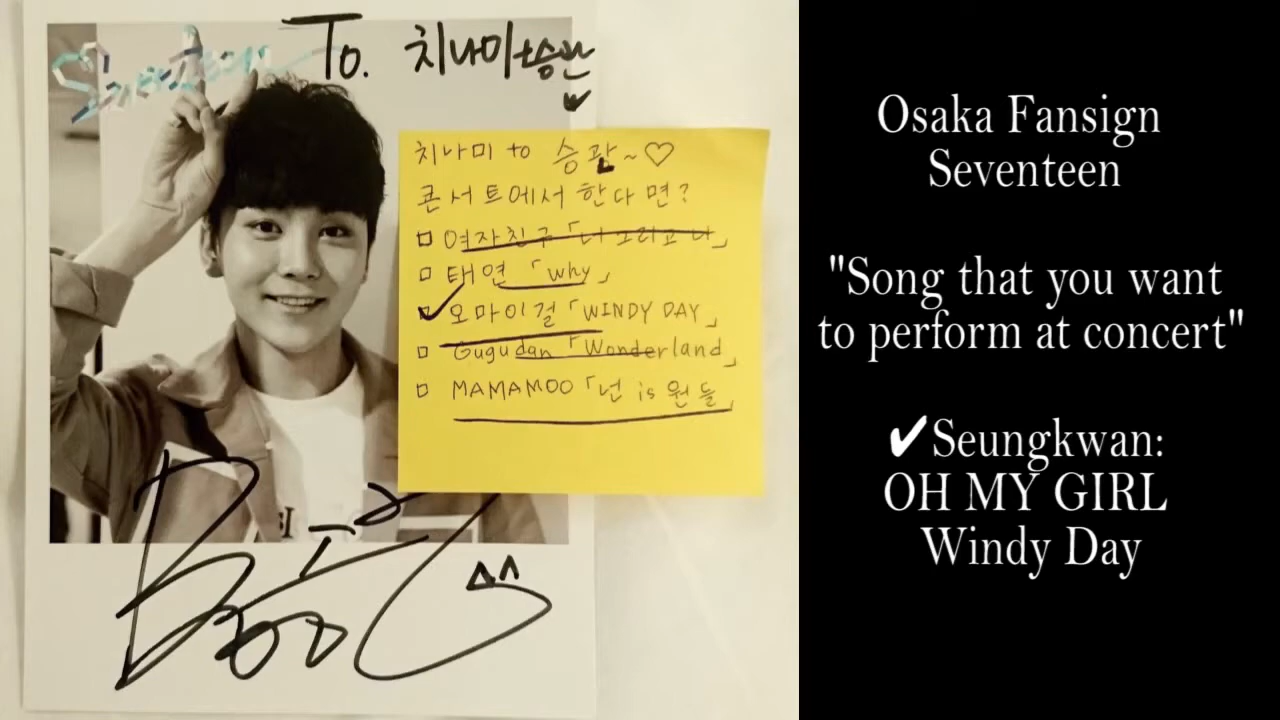 To. 치나미+승관
치나미 to 승관~♡
콘서트에서 한다면?
□ 여자친구「너 그리고 나」
□ 태연「why」
✓ 오마이걸「WINDY DAY」
□ Gugudan「Wonderland」
□ MAMAMOO「넌 is 뭔들」
^^
Osaka Fansign
Seventeen
"Song that you want
to perform at concert"
✔Seungkwan:
OH MY GIRL
Windy Day